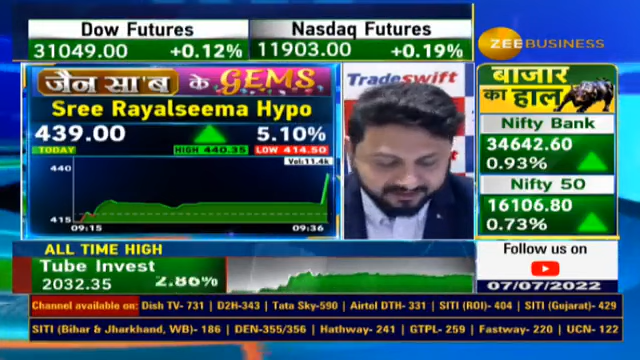 Dow Futures
31049.00 +0.12%
Nasdaq Futures
11903.00 +0.19%
ZEE BUSINESS
जैन सा'ब के GEMS
Sree Rayalseema Hypo
439.00 5.10%
TODAY HIGH 440.35 LOW 414.50
Vol:11.4k
440
415
09:15 09:36
Tradeswift
बाजार
का हाल
Nifty Bank
34642.60
0.93%
Nifty 50
16106.80
0.73%
ALL TIME HIGH
Tube Invest
2032.35 2.86%
Follow us on
07/07/2022
Channel available on: Dish TV- 731 | D2H-343 | Tata Sky-590 | Airtel DTH- 331 | SITI (ROI)- 404 | SITI (Gujarat)- 429
SITI (Bihar & Jharkhand, WB)- 186 | DEN-355/356 | Hathway- 241 | GTPL- 259 | Fastway- 220 | UCN- 122